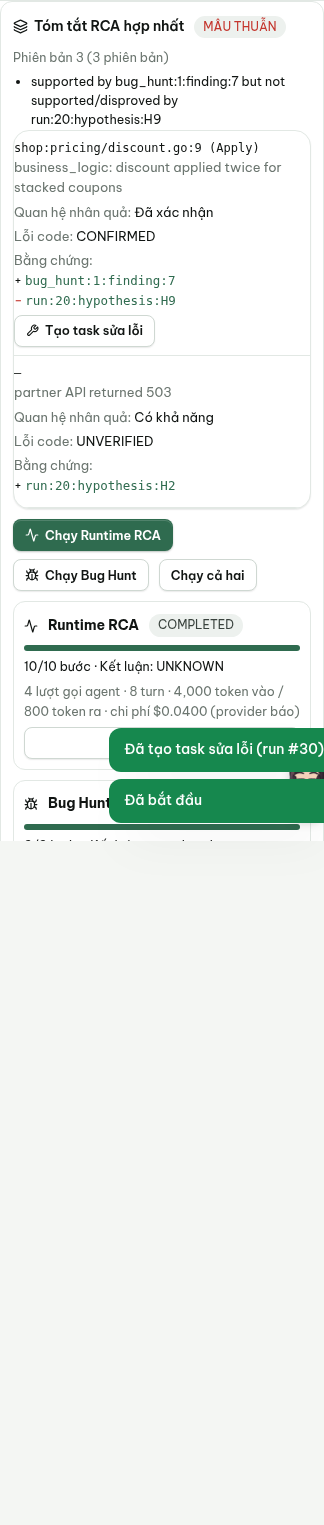 Tóm tắt RCA hợp nhất MÂU THUẪN
Phiên bản 3 (3 phiên bản)
• supported by bug_hunt:1:finding:7 but not
supported/disproved by
run:20:hypothesis:H9
shop:pricing/discount.go:9 (Apply)
business_logic: discount applied twice for
stacked coupons
Quan hệ nhân quả: Đã xác nhận
Lỗi code: CONFIRMED
Bằng chứng:
+ bug_hunt:1:finding:7
− run:20:hypothesis:H9
Tạo task sửa lỗi
—
partner API returned 503
Quan hệ nhân quả: Có khả năng
Lỗi code: UNVERIFIED
Bằng chứng:
+ run:20:hypothesis:H2
Chạy Runtime RCA
Chạy Bug Hunt Chạy cả hai
Runtime RCA COMPLETED
10/10 bước · Kết luận: UNKNOWN
4 lượt gọi agent · 8 turn · 4,000 token vào /
800 token ra · chi phí $0.0400 (provider báo)
Đã tạo task sửa lỗi (run #30)
Bug Hunt
Đã bắt đầu